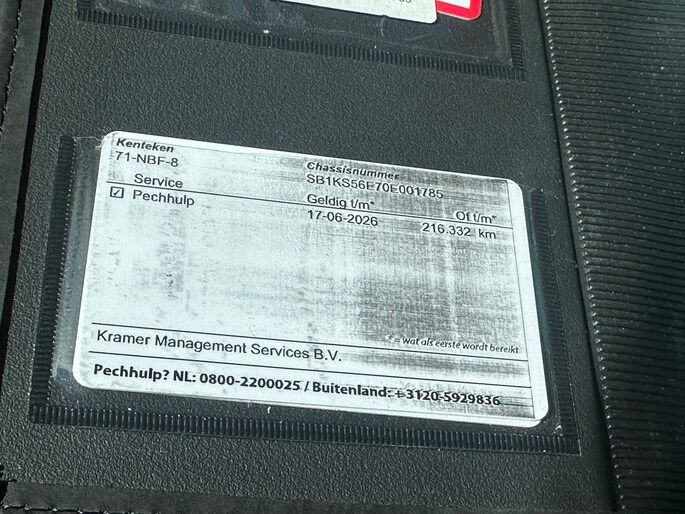 Kenteken
71-NBF-8
Chassisnummer
SB1KS56E70E001785
Service
Geldig t/m*
Of t/m*
☑ Pechhulp
17-06-2026
216.332 km
* = wat als eerste wordt bereikt
Kramer Management Services B.V.
Pechhulp? NL: 0800-2200025 / Buitenland: +3120-5929836